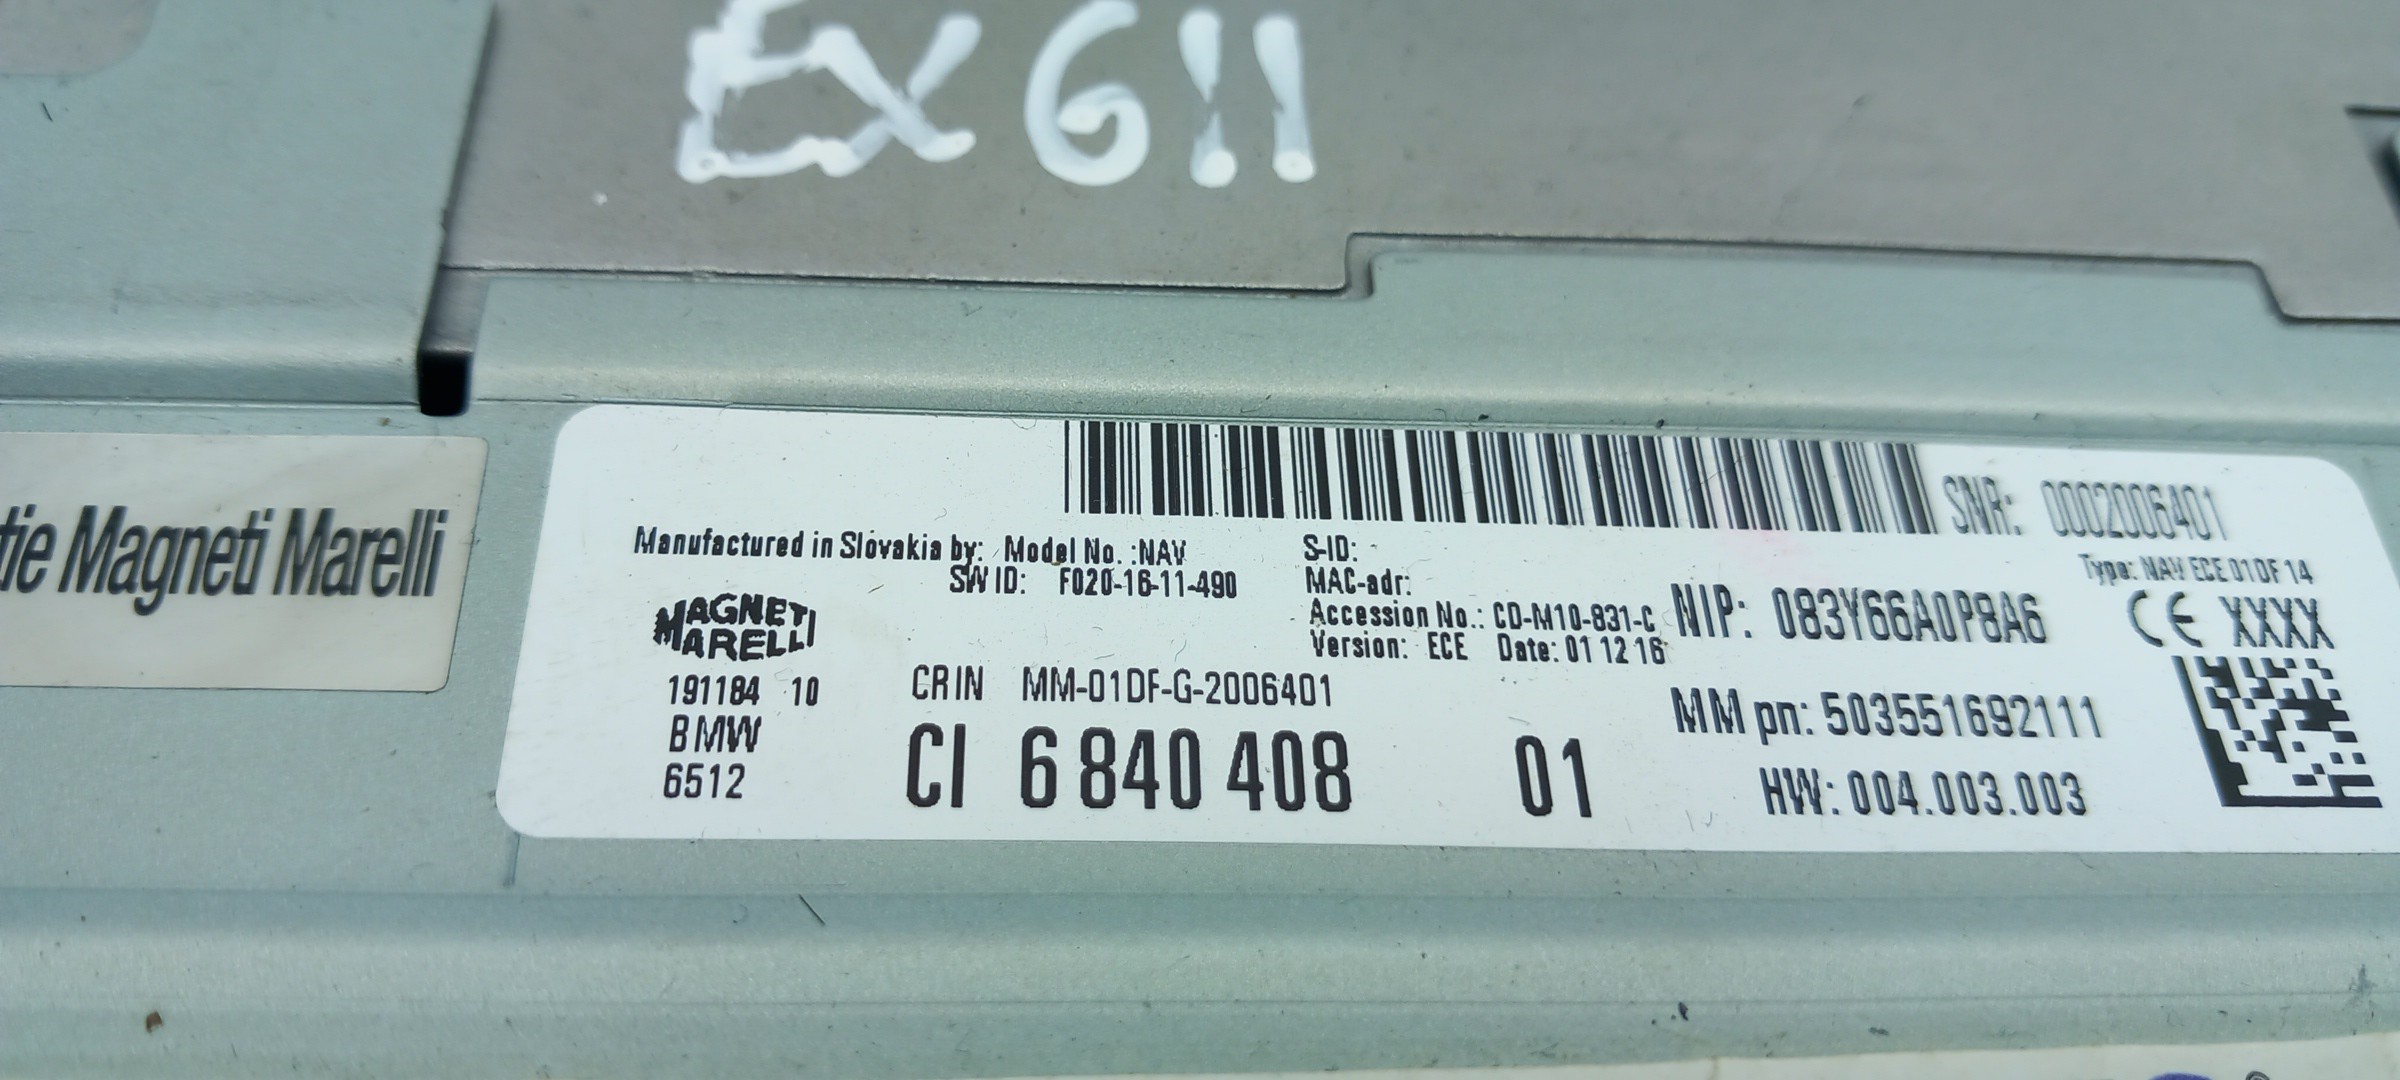 EX611
tie Magneti Marelli
SNR: 0002006401
Manufactured in Slovakia by: Model No. :NAV
SW ID: F020-16-11-490
S-ID: -
MAC-adr:
Accession No.: CD-M10-831-C
Version: ECE Date: 01 12 16
NIP: 083Y66A0P8A6
Type: NAV ECE 01DF 14
CE XXXX
MAGNETI
MARELLI
191184 10
BMW
6512
CRIN MM-01DF-G-2006401
CI 6 840 408 01
MM pn: 503551692111
HW: 004.003.003